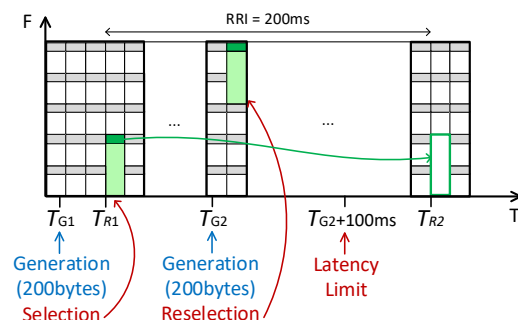 F
RRI = 200ms
...
...
TG1
TR1
TG2
TG2+100ms
TR2
T
Generation
(200bytes)
Selection
Generation
(200bytes)
Reselection
Latency
Limit